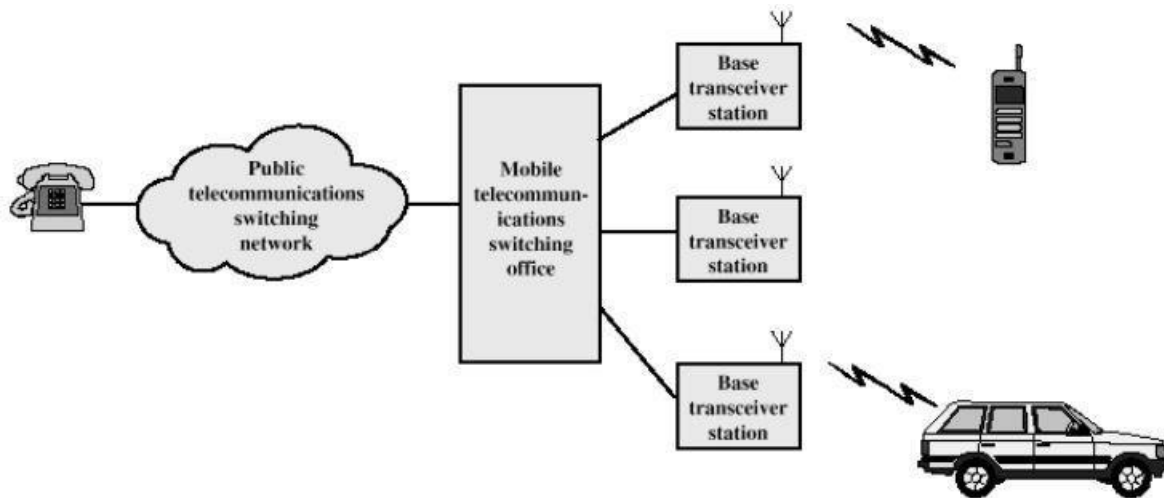 Public
telecommunications
switching
network
Mobile
telecommun-
ications
switching
office
Base
transceiver
station
Base
transceiver
station
Base
transceiver
station